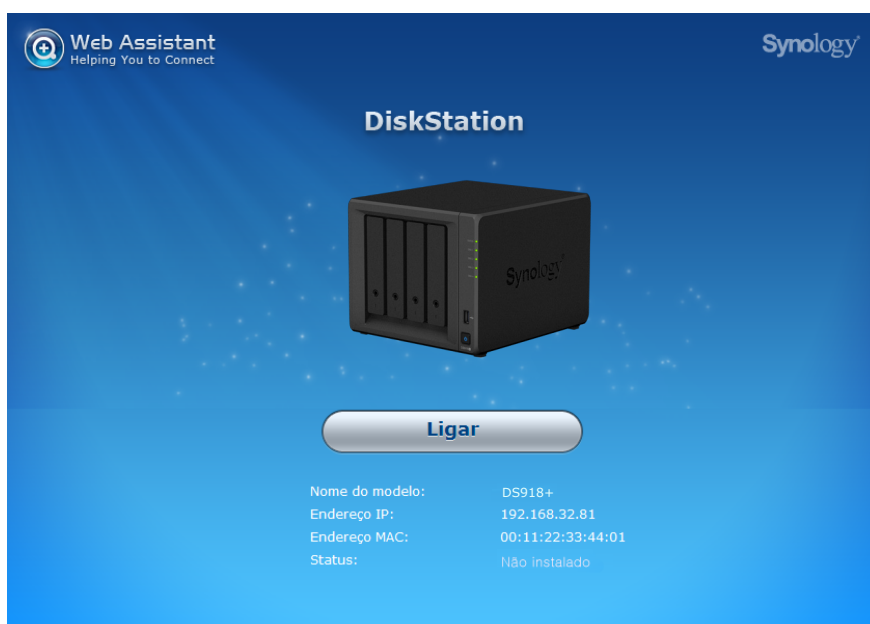 Web Assistant
Helping You to Connect
Synology
DiskStation
Synology
Ligar
Nome do modelo: DS918+
Endereço IP: 192.168.32.81
Endereço MAC: 00:11:22:33:44:01
Status: Não instalado